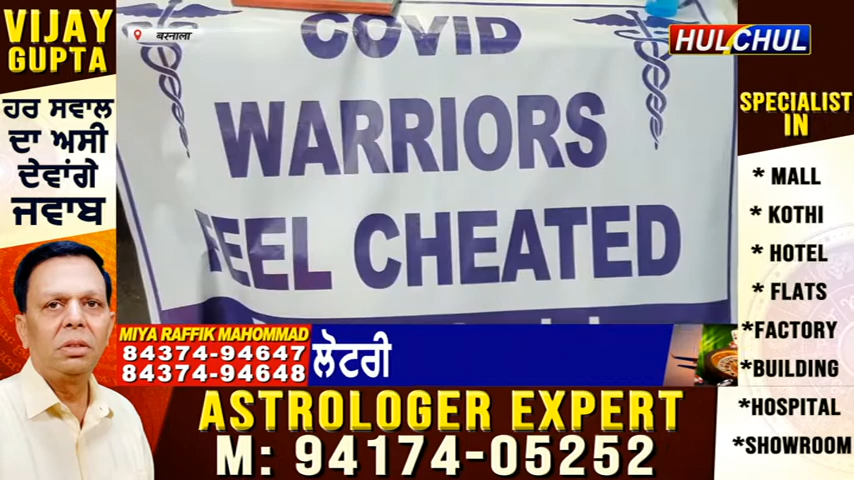 VIJAY
GUPTA
ਹਰ ਸਵਾਲ
ਦਾ ਅਸੀ
ਦੇਵਾਂਗੇ
ਜਵਾਬ
बरनाला
COVID
WARRIORS
FEEL CHEATED
HULCHUL
SPECIALIST
IN
* MALL
* KOTHI
* HOTEL
* FLATS
*FACTORY
*BUILDING
*HOSPITAL
*SHOWROOM
MIYA RAFFIK MAHOMMAD
84374-94647
84374-94648
ਲੋਟਰੀ
ASTROLOGER EXPERT
M: 94174-05252